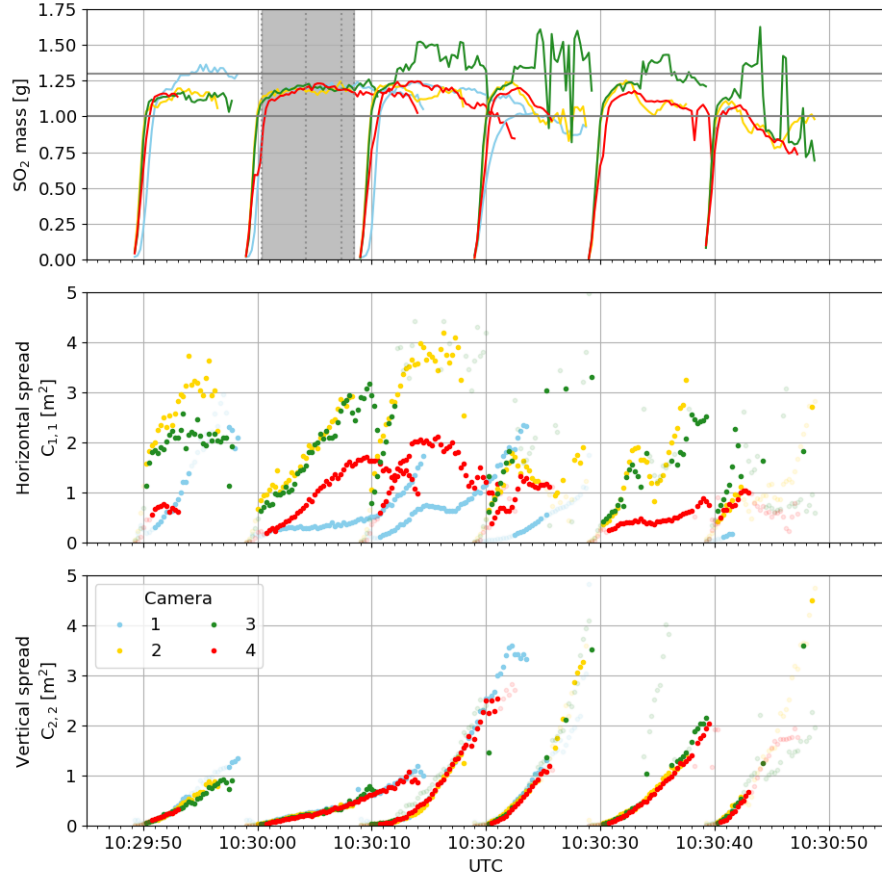 1.75
1.50
1.25
1.00
0.75
0.50
0.25
0.00
SO₂ mass [g]
5
4
3
2
1
0
Horizontal spread
C₁,₁ [m²]
5
4
3
2
1
0
Vertical spread
C₂,₂ [m²]
Camera
1 3
2 4
10:29:50 10:30:00 10:30:10 10:30:20 10:30:30 10:30:40 10:30:50
UTC